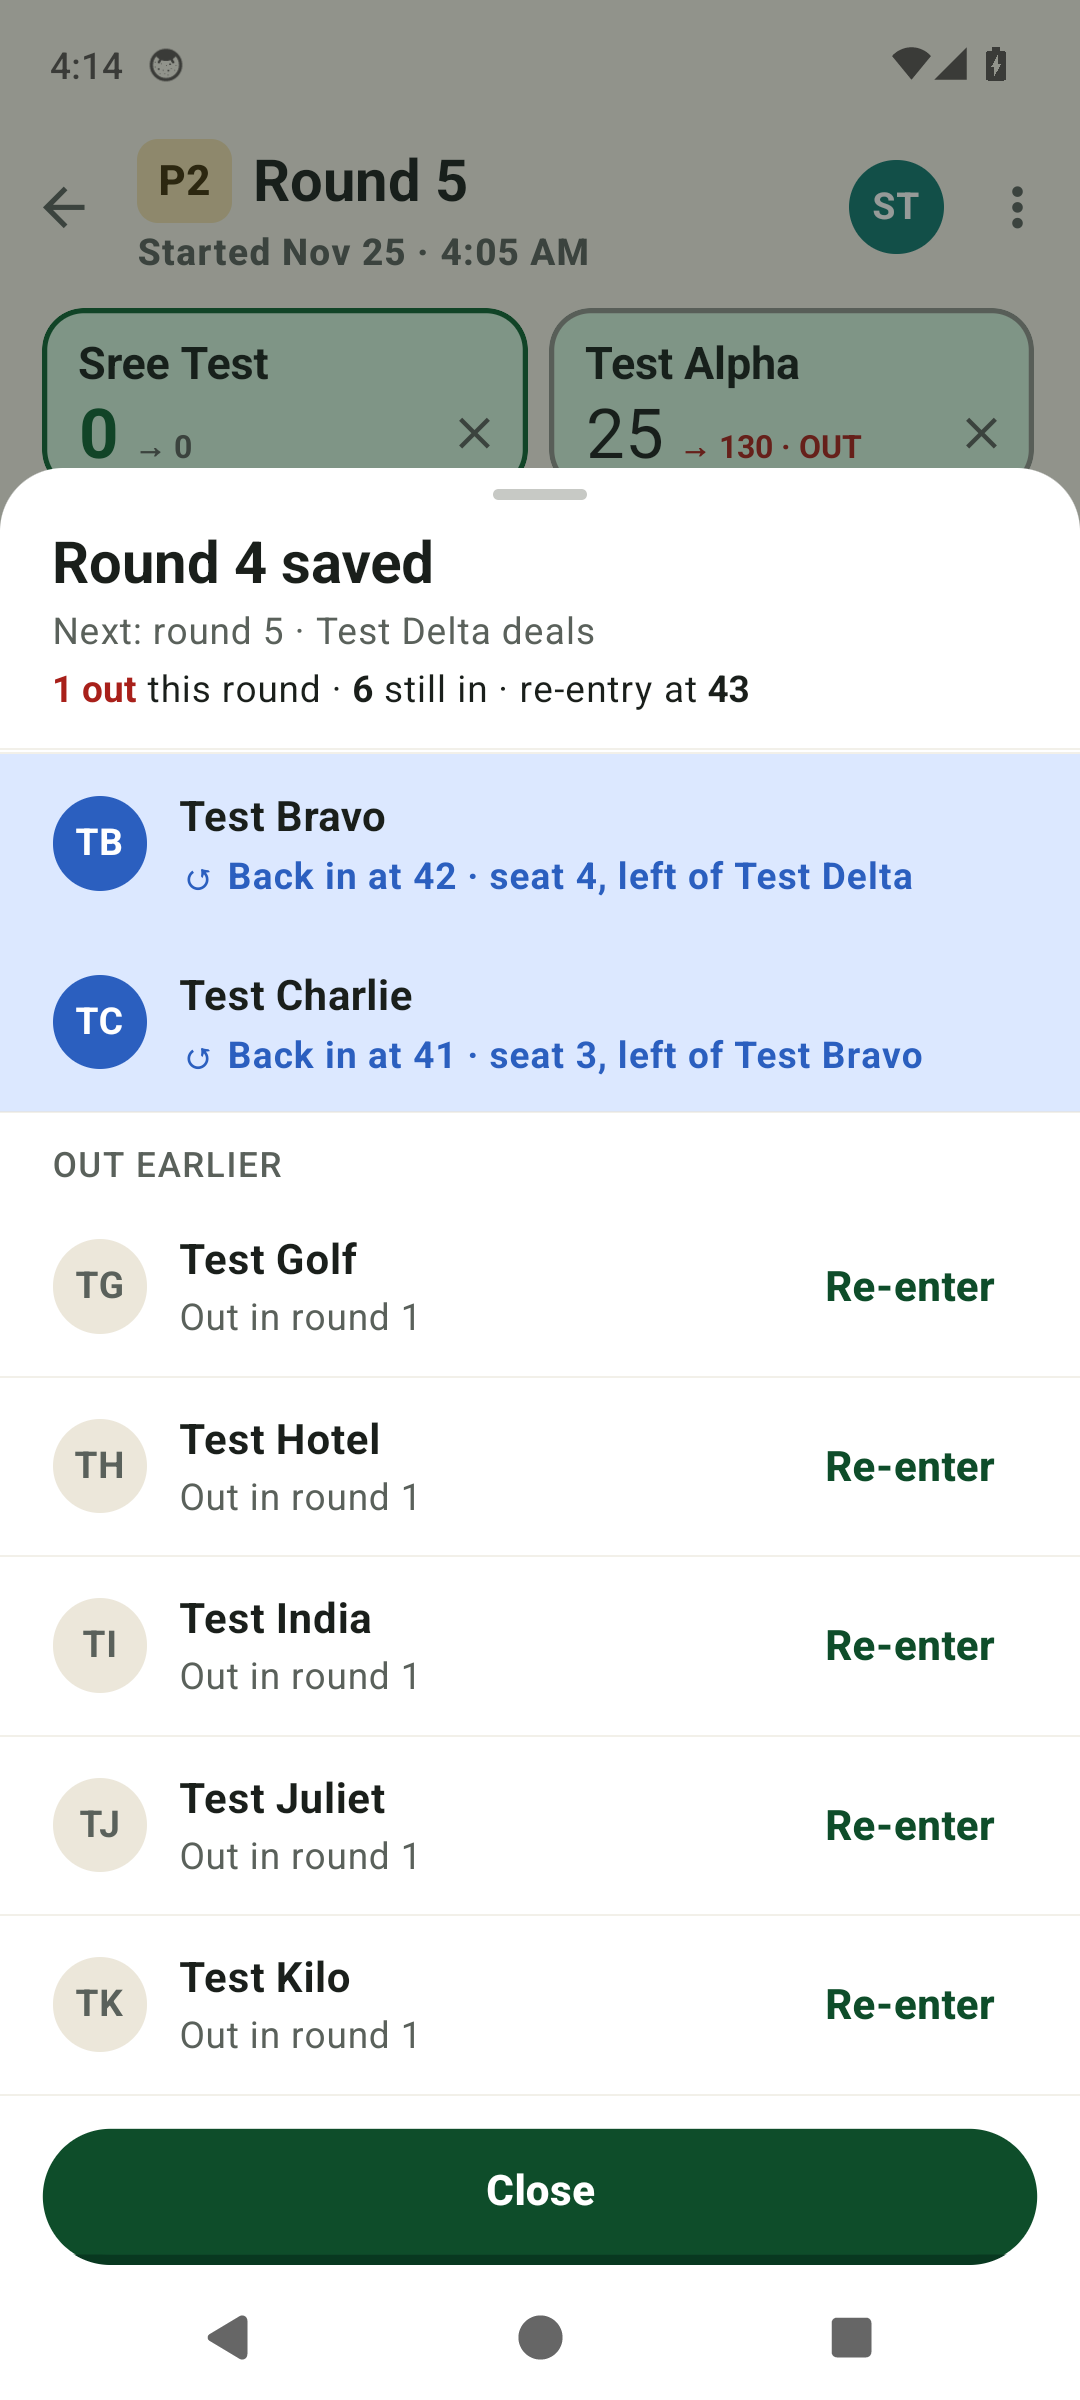 4:14
P2 Round 5
Started Nov 25 · 4:05 AM
ST
Sree Test
0 → 0
Test Alpha
25 → 130 · OUT
Round 4 saved
Next: round 5 · Test Delta deals
1 out this round · 6 still in · re-entry at 43
TB
Test Bravo
↺ Back in at 42 · seat 4, left of Test Delta
TC
Test Charlie
↺ Back in at 41 · seat 3, left of Test Bravo
OUT EARLIER
TG
Test Golf
Out in round 1
Re-enter
TH
Test Hotel
Out in round 1
Re-enter
TI
Test India
Out in round 1
Re-enter
TJ
Test Juliet
Out in round 1
Re-enter
TK
Test Kilo
Out in round 1
Re-enter
Close